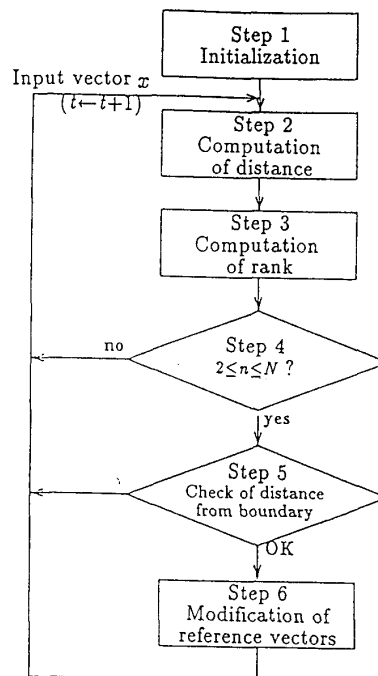 Step 1
Initialization
Input vector x
(t←t+1)
Step 2
Computation
of distance
Step 3
Computation
of rank
Step 4
2≤n≤N ?
no
yes
Step 5
Check of distance
from boundary
OK
Step 6
Modification of
reference vectors